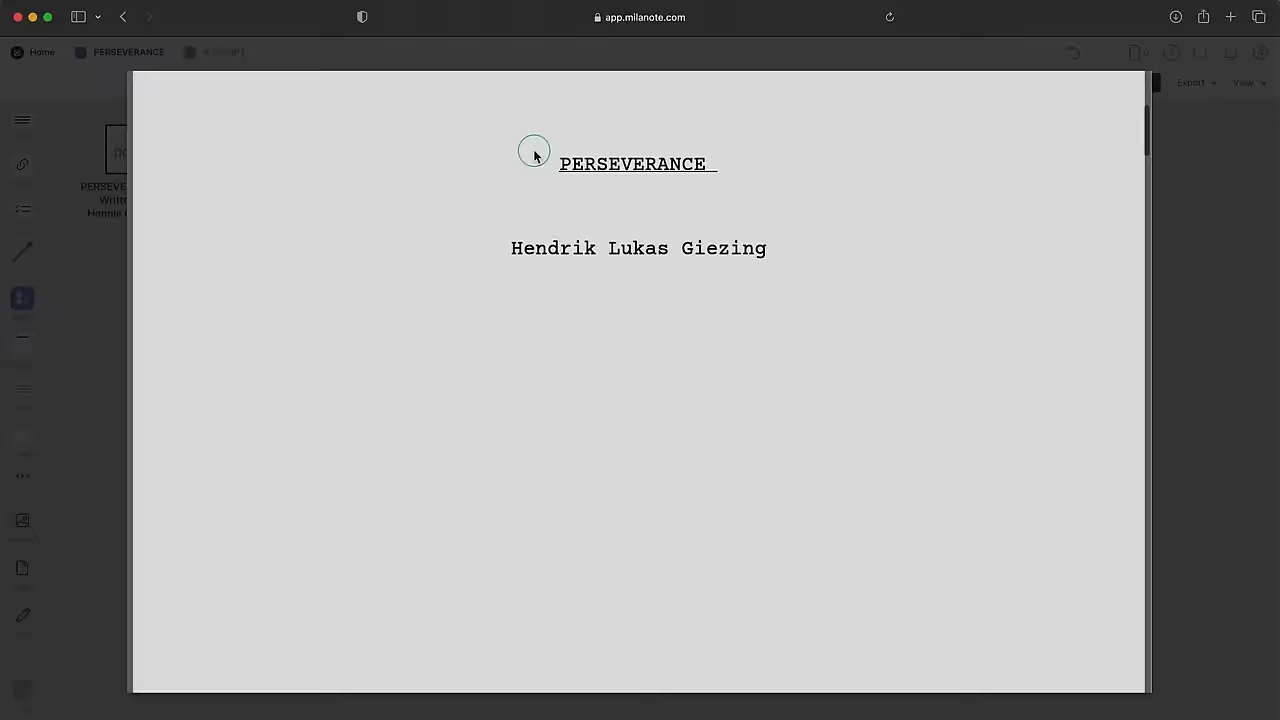 app.milanote.com
Home
PERSEVERANCE
Export
View
PERSEVERANCE
Hendrik Lukas Giezing